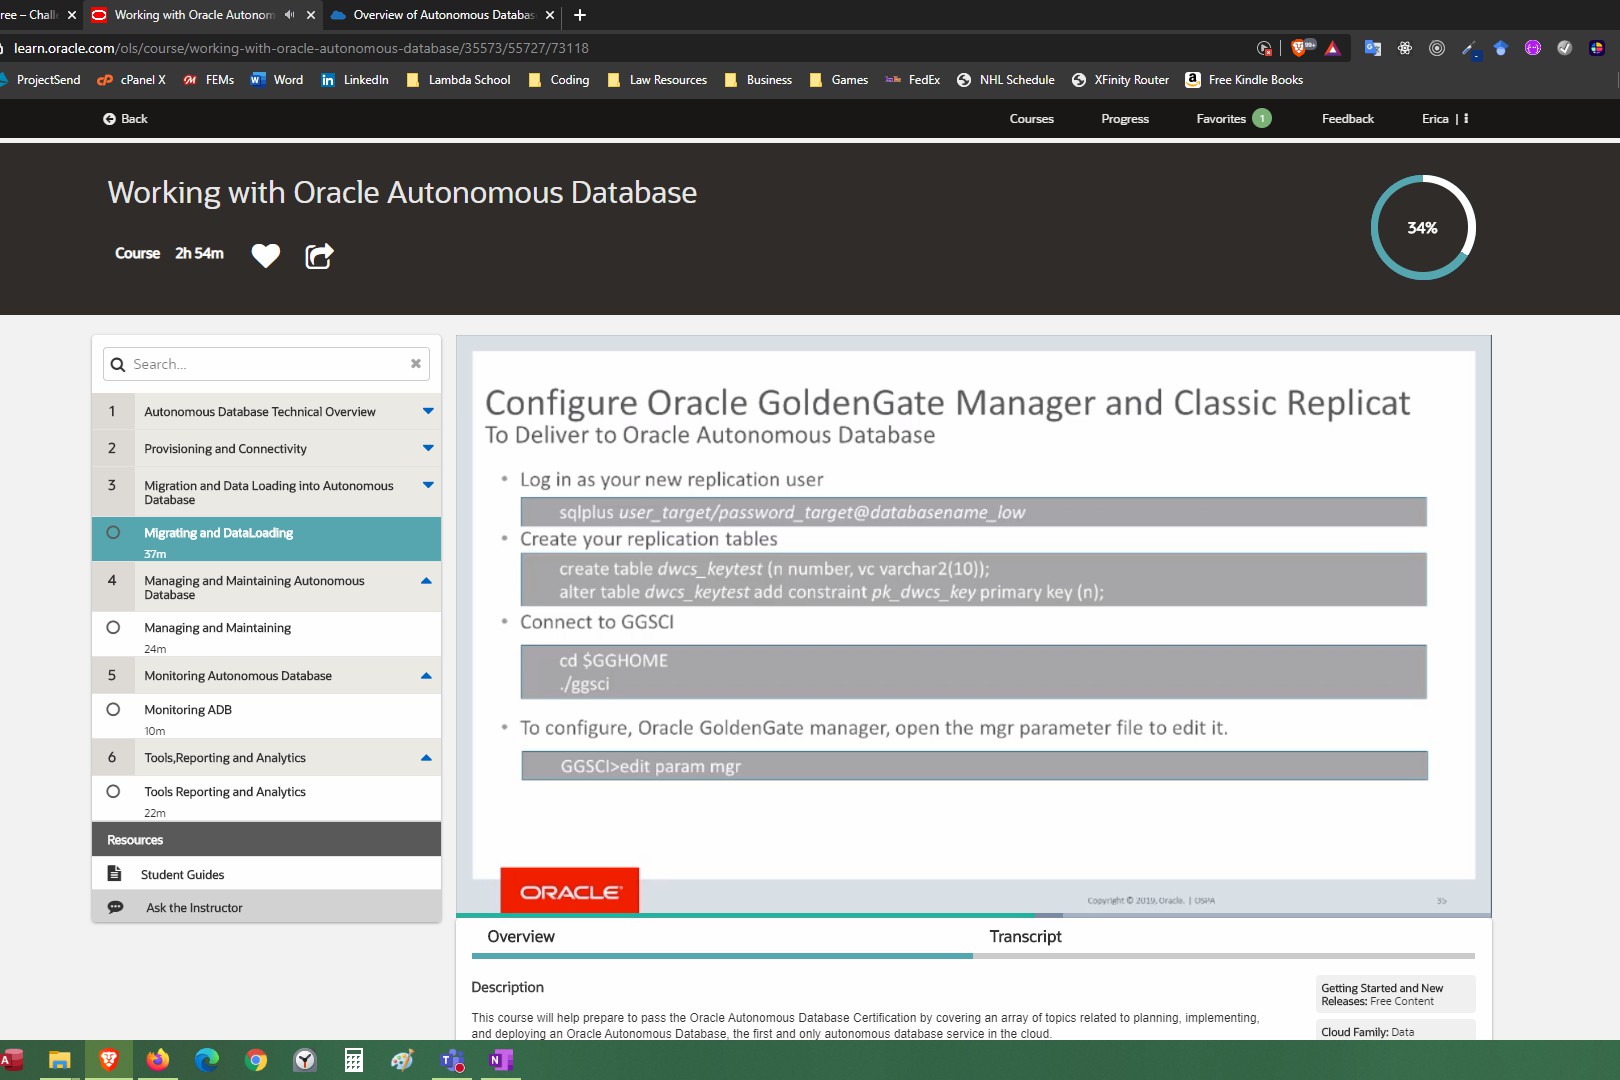 ree – Chall
Working with Oracle Autonom
Overview of Autonomous Databas
learn.oracle.com/ols/course/working-with-oracle-autonomous-database/35573/55727/73118
99+
ProjectSend
cPanel X
FEMs
Word
LinkedIn
Lambda School
Coding
Law Resources
Business
Games
FedEx
NHL Schedule
XFinity Router
Free Kindle Books
Back
Courses
Progress
Favorites 1
Feedback
Erica |
Working with Oracle Autonomous Database
Course 2h 54m
34%
Search...
1 Autonomous Database Technical Overview
2 Provisioning and Connectivity
3 Migration and Data Loading into Autonomous
Database
Migrating and DataLoading
37m
4 Managing and Maintaining Autonomous
Database
Managing and Maintaining
24m
5 Monitoring Autonomous Database
Monitoring ADB
10m
6 Tools,Reporting and Analytics
Tools Reporting and Analytics
22m
Resources
Student Guides
Ask the Instructor
Configure Oracle GoldenGate Manager and Classic Replicat
To Deliver to Oracle Autonomous Database
• Log in as your new replication user
sqlplus user_target/password_target@databasename_low
• Create your replication tables
create table dwcs_keytest (n number, vc varchar2(10));
alter table dwcs_keytest add constraint pk_dwcs_key primary key (n);
• Connect to GGSCI
cd $GGHOME
./ggsci
• To configure, Oracle GoldenGate manager, open the mgr parameter file to edit it.
GGSCI>edit param mgr
ORACLE
Copyright © 2019, Oracle. | OSPA
35
Overview
Transcript
Description
This course will help prepare to pass the Oracle Autonomous Database Certification by covering an array of topics related to planning, implementing,
and deploying an Oracle Autonomous Database, the first and only autonomous database service in the cloud.
Getting Started and New
Releases: Free Content
Cloud Family: Data